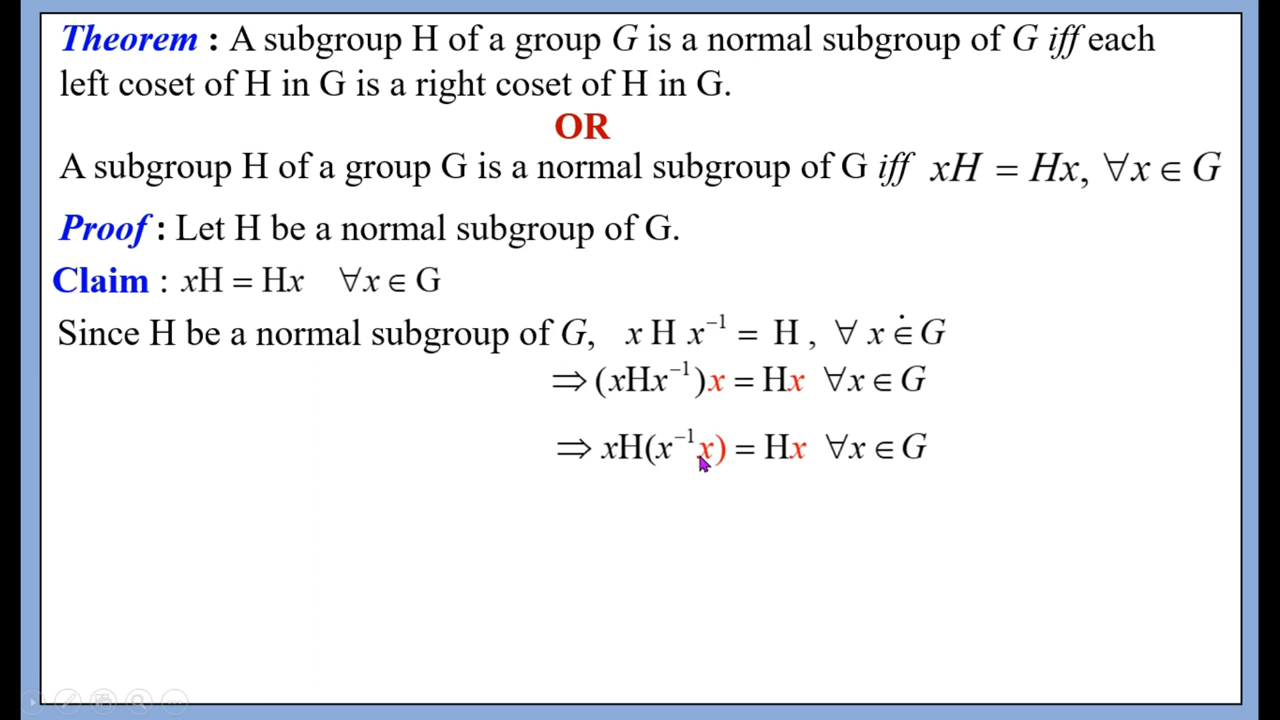 Theorem : A subgroup H of a group G is a normal subgroup of G iff each
left coset of H in G is a right coset of H in G.
OR
A subgroup H of a group G is a normal subgroup of G iff xH = Hx, ∀x ∈ G
Proof : Let H be a normal subgroup of G.
Claim : xH = Hx ∀x ∈ G
Since H be a normal subgroup of G, x H x⁻¹ = H , ∀ x ∈ G
⇒ (xHx⁻¹)x = Hx ∀x ∈ G
⇒ xH(x⁻¹x) = Hx ∀x ∈ G